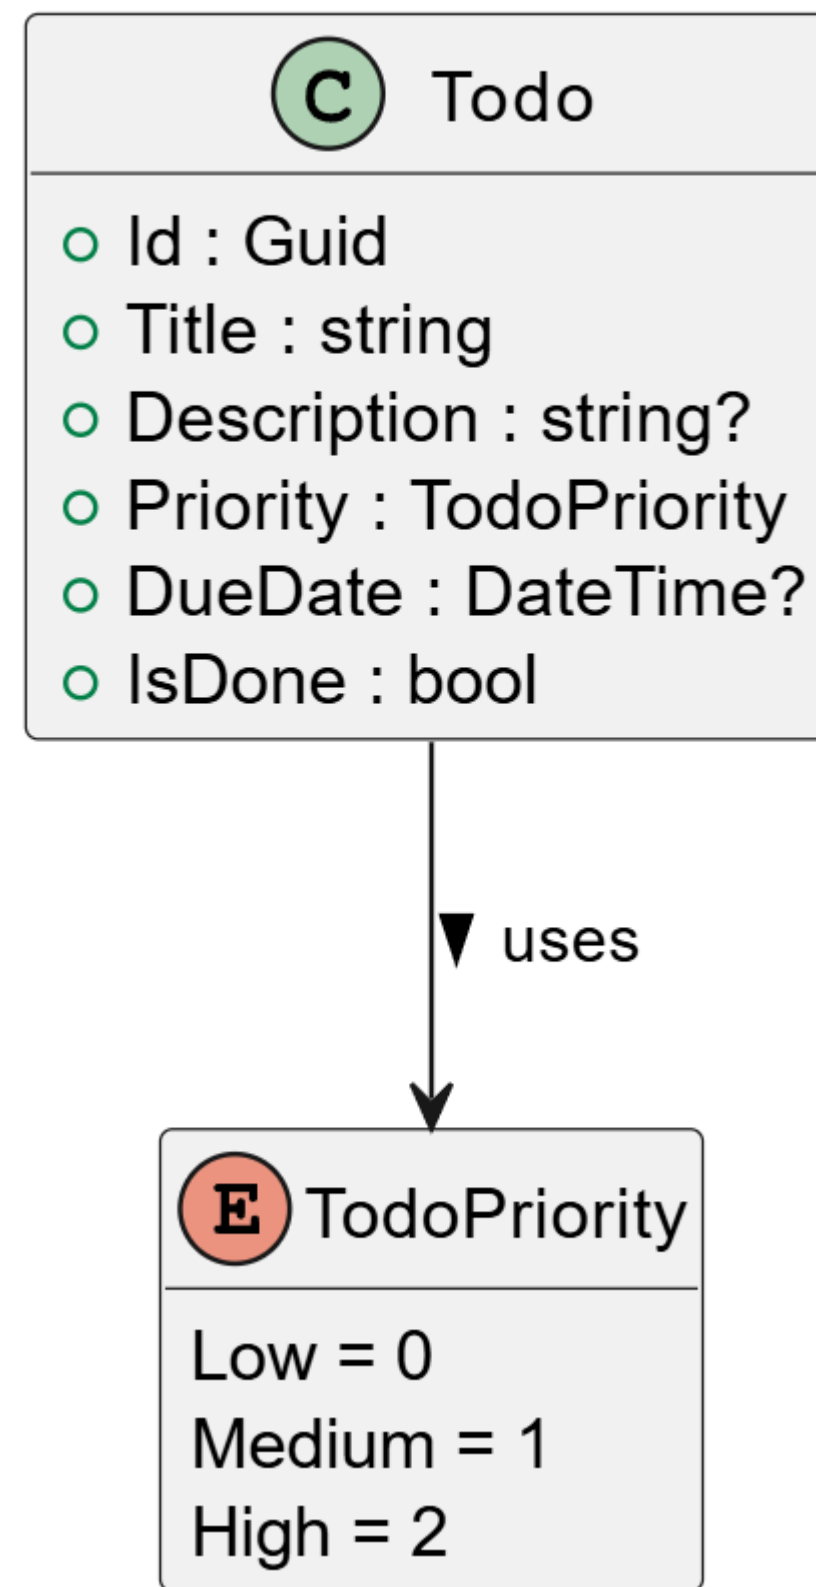 C Todo
Id : Guid
Title : string
Description : string?
Priority : TodoPriority
DueDate : DateTime?
IsDone : bool
uses
E TodoPriority
Low = 0
Medium = 1
High = 2